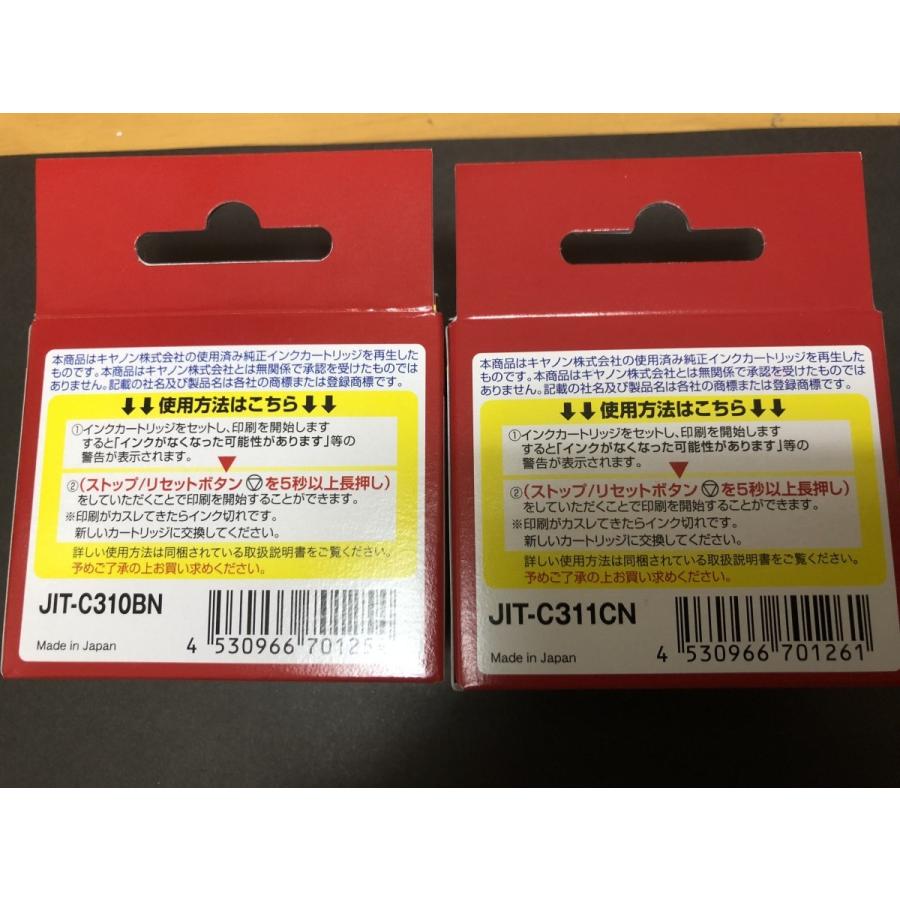 本商品はキヤノン株式会社の使用済み純正インクカートリッジを再生した
ものです。本商品はキヤノン株式会社とは無関係で承認を受けたものでは
ありません。記載の社名及び製品名は各社の商標または登録商標です。
↓↓使用方法はこちら↓↓
①インクカートリッジをセットし、印刷を開始します
すると「インクがなくなった可能性があります」等の
警告が表示されます。
②(ストップ/リセットボタン を5秒以上長押し)
をしていただくことで印刷を開始することができます。
※印刷がカスレてきたらインク切れです。
新しいカートリッジに交換してください。
詳しい使用方法は同梱されている取扱説明書をご覧ください。
予めご了承の上お買い求めください。
JIT-C310BN
Made in Japan
4 530966 70125
本商品はキヤノン株式会社の使用済み純正インクカートリッジを再生した
ものです。本商品はキヤノン株式会社とは無関係で承認を受けたものでは
ありません。記載の社名及び製品名は各社の商標または登録商標です。
↓↓使用方法はこちら↓↓
①インクカートリッジをセットし、印刷を開始します
すると「インクがなくなった可能性があります」等の
警告が表示されます。
②(ストップ/リセットボタン を5秒以上長押し)
をしていただくことで印刷を開始することができます。
※印刷がカスレてきたらインク切れです。
新しいカートリッジに交換してください。
詳しい使用方法は同梱されている取扱説明書をご覧ください。
予めご了承の上お買い求めください。
JIT-C311CN
Made in Japan
4 530966 701261